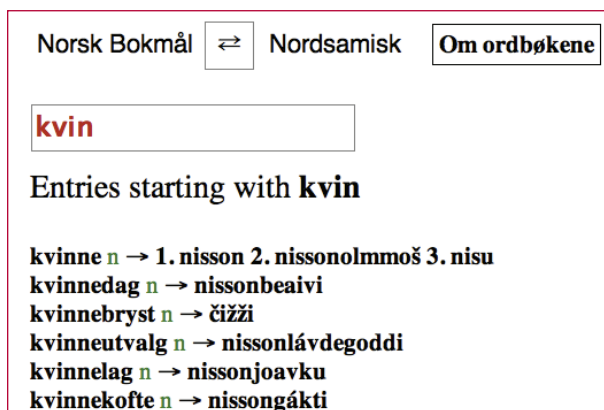 Norsk Bokmål ⇄ Nordsamisk Om ordbøkene
kvin
Entries starting with kvin
kvinne n → 1. nisson 2. nissonolmmoš 3. nisu
kvinnedag n → nissonbeaivi
kvinnebryst n → čižži
kvinneutvalg n → nissonlávdegoddi
kvinnelag n → nissonjoavku
kvinnekofte n → nissongákti